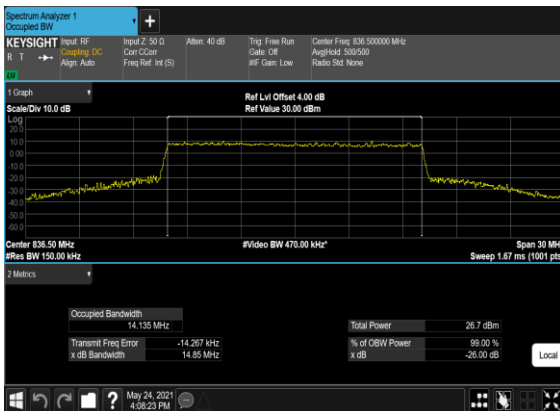 Spectrum Analyzer 1
Occupied BW
+
KEYSIGHT
R T
LV
Input: RF
Coupling: DC
Align: Auto
Input Z: 50 Ω
Corr CCorr
Freq Ref: Int (S)
Atten: 40 dB
Trig: Free Run
Gate: Off
#IF Gain: Low
Center Freq: 836.500000 MHz
Avg|Hold: 500/500
Radio Std: None
1 Graph
Scale/Div 10.0 dB
Ref Lvl Offset 4.00 dB
Ref Value 30.00 dBm
Log
20.0
10.0
0.00
-10.0
-20.0
-30.0
-40.0
-50.0
-60.0
Center 836.50 MHz
#Res BW 150.00 kHz
#Video BW 470.00 kHz*
Span 30 MH
Sweep 1.67 ms (1001 pts
2 Metrics
Occupied Bandwidth
14.135 MHz
Transmit Freq Error -14.267 kHz
x dB Bandwidth 14.85 MHz
Total Power 26.7 dBm
% of OBW Power 99.00 %
x dB -26.00 dB
Local
?
May 24, 2021
4:08:23 PM